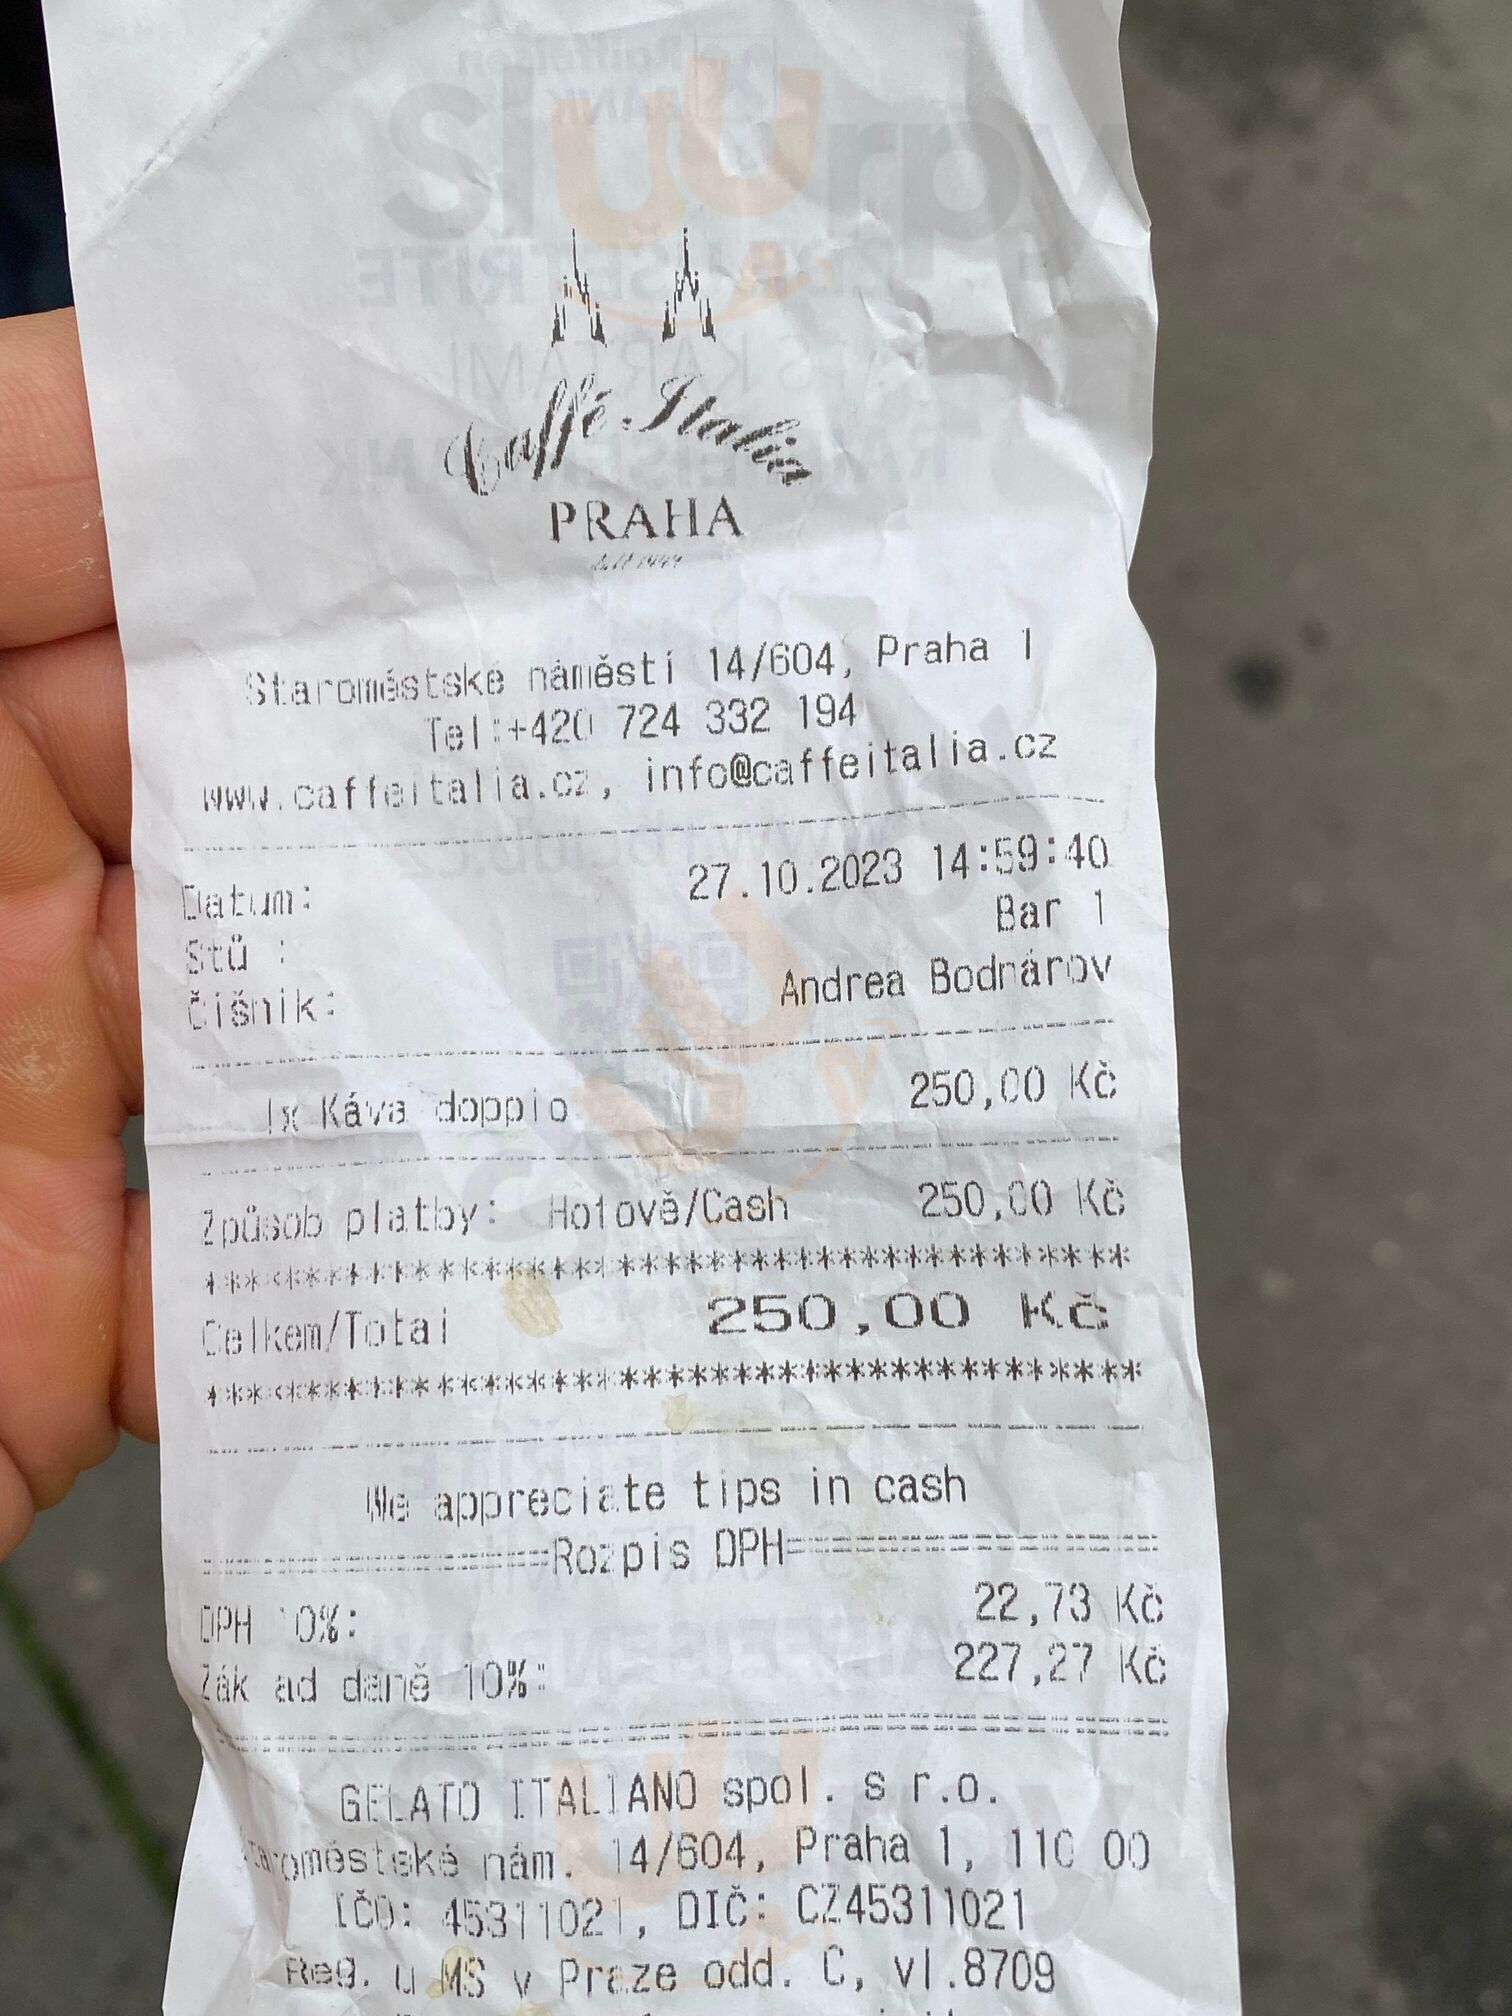 Caffé Italia
PRAHA
Staroměstské náměstí 14/604, Praha 1
Tel:+420 724 332 194
www.caffeitalia.cz, info@caffeitalia.cz
Datum: 27.10.2023 14:59:40
Stů : Bar 1
Číšník: Andrea Bodnárov
1x Káva doppio 250,00 Kč
Způsob platby: Hotově/Cash 250,00 Kč
****************************************
Celkem/Total 250,00 Kč
****************************************
We appreciate tips in cash
===============Rozpis DPH================
DPH 10%: 22,73 Kč
Zák ad daně 10%: 227,27 Kč
GELATO ITALIANO spol. s r.o.
Staroměstské nám. 14/604, Praha 1, 110 00
IČO: 45311021, DIČ: CZ45311021
Reg. u MS v Praze odd. C, vl.8709